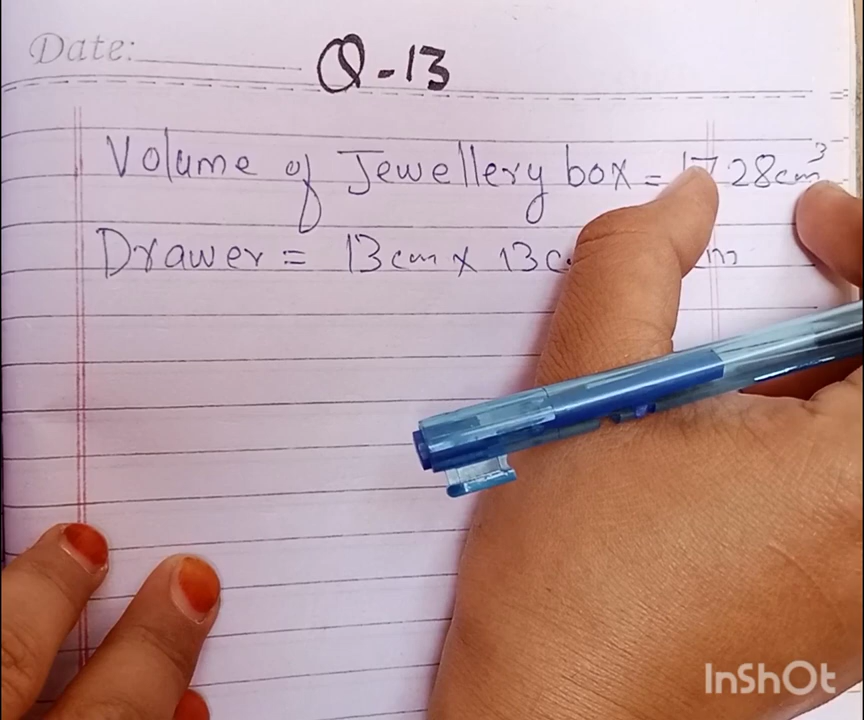 Date:
Q-13
Volume of Jewellery box = 1728cm³
Drawer = 13cm x 13c
InShOt